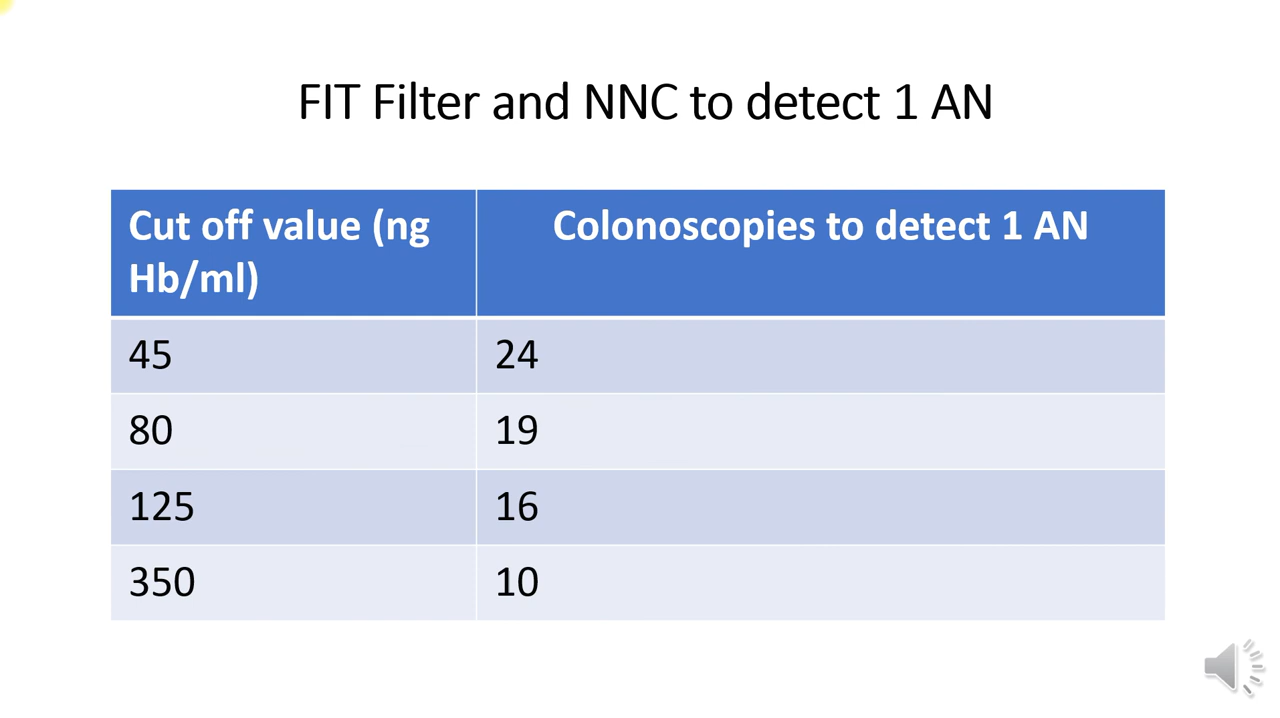 FIT Filter and NNC to detect 1 AN
Cut off value (ng
Hb/ml)
Colonoscopies to detect 1 AN
45 24
80 19
125 16
350 10